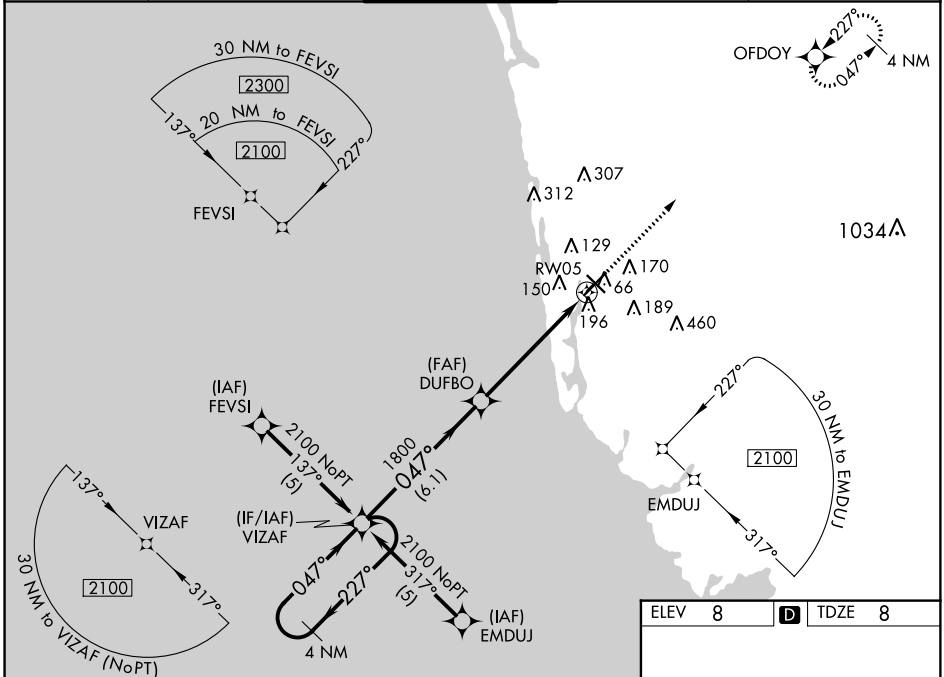 30 NM to FEVSI
2300
20 NM to FEVSI
2100
137°
227°
FEVSI
OFDOY
227°
047°
4 NM
307
312
129
1034
RW05
170
150
66
196
189
460
(FAF)
DUFBO
(IAF)
FEVSI
2100 NoPT
137°
(5)
1800
047°
(6.1)
227°
30 NM to EMDUJ
2100
EMDUJ
317°
137°
VIZAF
2100
317°
30 NM to VIZAF (NoPT)
(IF/IAF)
VIZAF
047°
227°
4 NM
2100 NoPT
317°
(5)
(IAF)
EMDUJ
ELEV 8 D TDZE 8